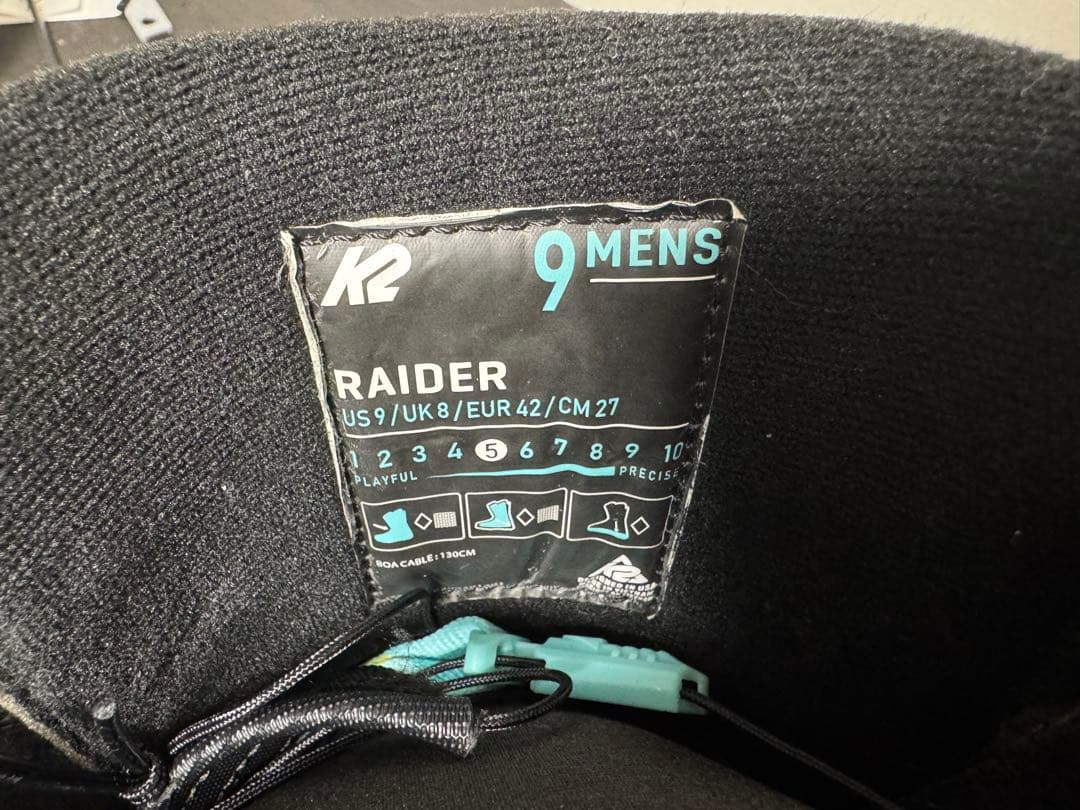 K2
9 MENS
RAIDER
US 9 / UK 8 / EUR 42 / CM 27
1 2 3 4 5 6 7 8 9 10
PLAYFUL PRECISE
BOA CABLE: 130CM
K2